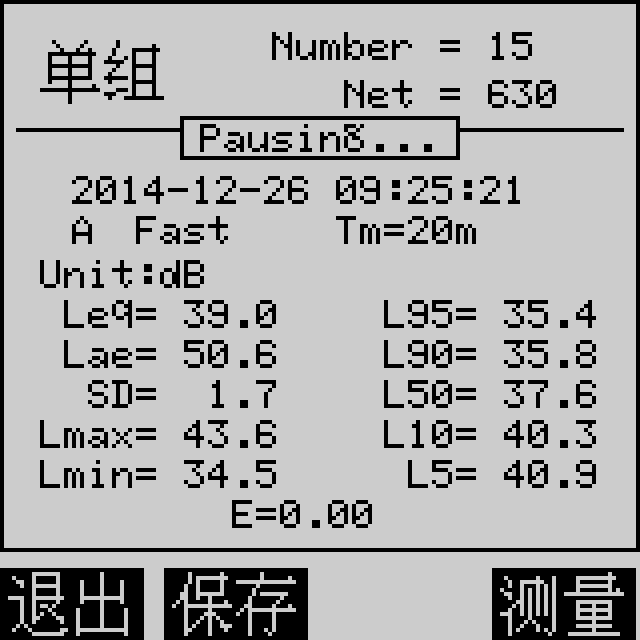 单组
Number = 15
Net = 630
Pausing...
2014-12-26 09:25:21
A Fast Tm=20m
Unit:dB
Leq= 39.0 L95= 35.4
Lae= 50.6 L90= 35.8
SD= 1.7 L50= 37.6
Lmax= 43.6 L10= 40.3
Lmin= 34.5 L5= 40.9
E=0.00
退出 保存 测量